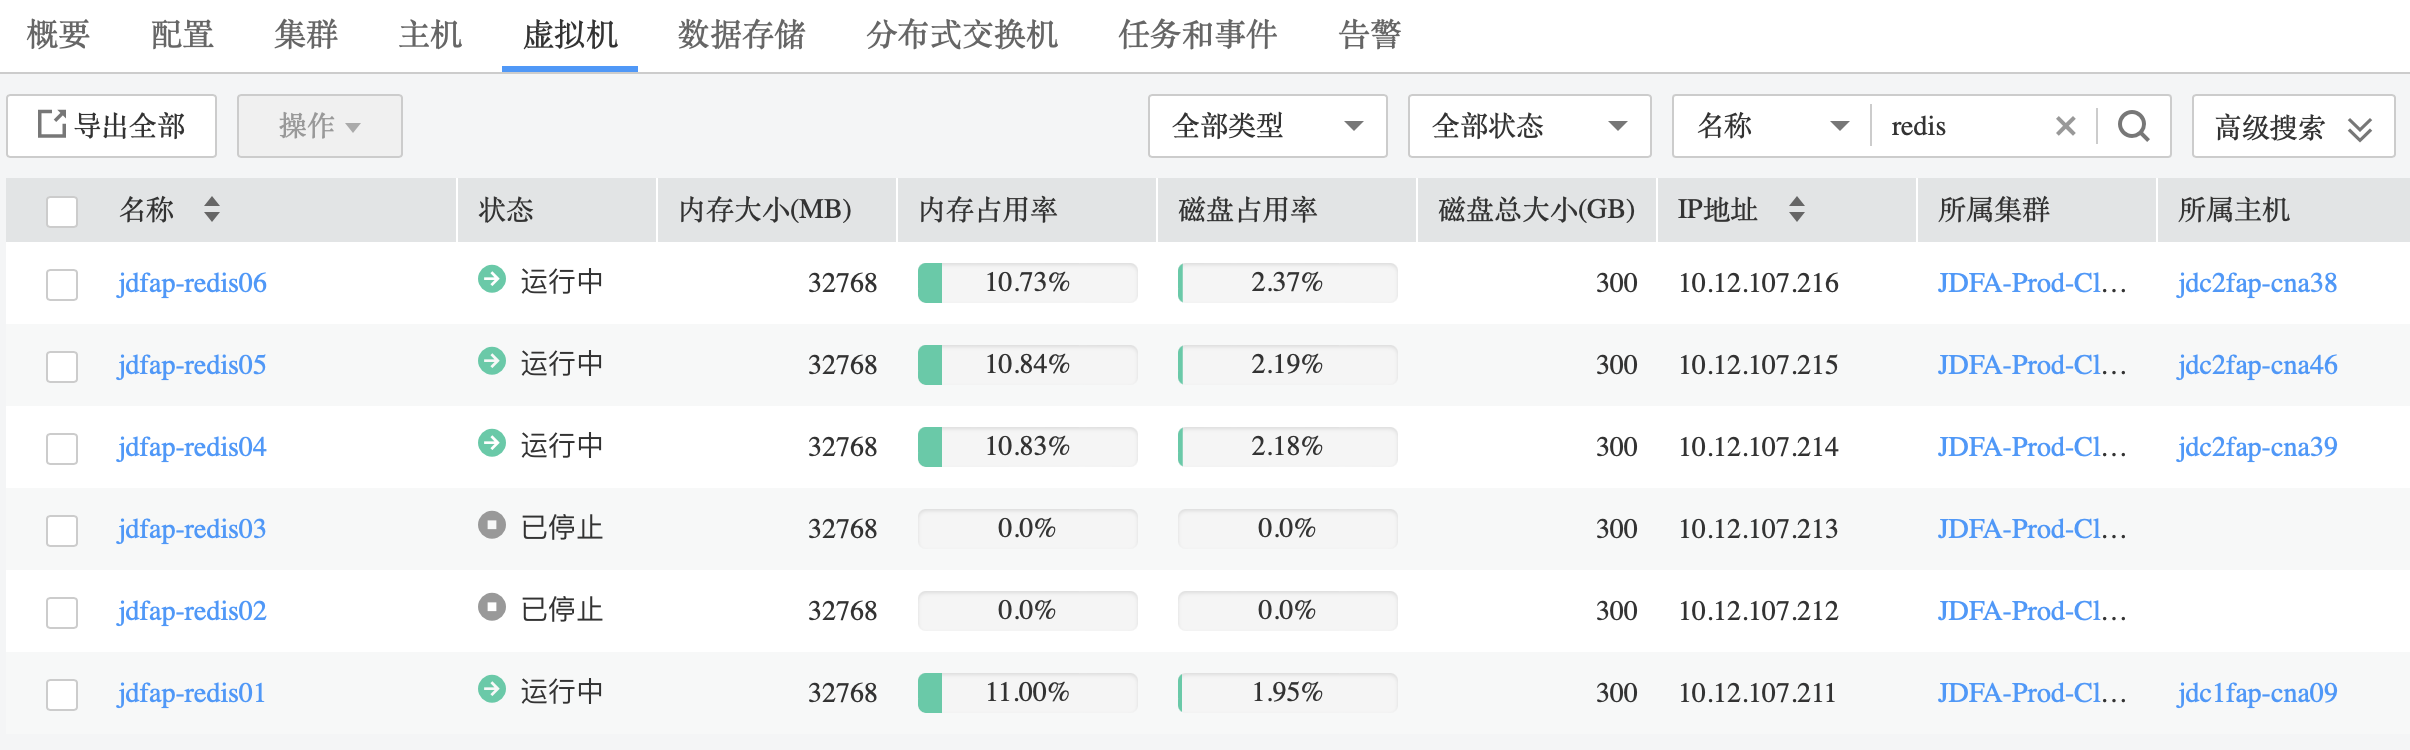 概要 配置 集群 主机 虚拟机 数据存储 分布式交换机 任务和事件 告警
导出全部 操作 全部类型 全部状态 名称 redis 高级搜索
名称 状态 内存大小(MB) 内存占用率 磁盘占用率 磁盘总大小(GB) IP地址 所属集群 所属主机
jdfap-redis06 运行中 32768 10.73% 2.37% 300 10.12.107.216 JDFA-Prod-Cl... jdc2fap-cna38
jdfap-redis05 运行中 32768 10.84% 2.19% 300 10.12.107.215 JDFA-Prod-Cl... jdc2fap-cna46
jdfap-redis04 运行中 32768 10.83% 2.18% 300 10.12.107.214 JDFA-Prod-Cl... jdc2fap-cna39
jdfap-redis03 已停止 32768 0.0% 0.0% 300 10.12.107.213 JDFA-Prod-Cl...
jdfap-redis02 已停止 32768 0.0% 0.0% 300 10.12.107.212 JDFA-Prod-Cl...
jdfap-redis01 运行中 32768 11.00% 1.95% 300 10.12.107.211 JDFA-Prod-Cl... jdc1fap-cna09